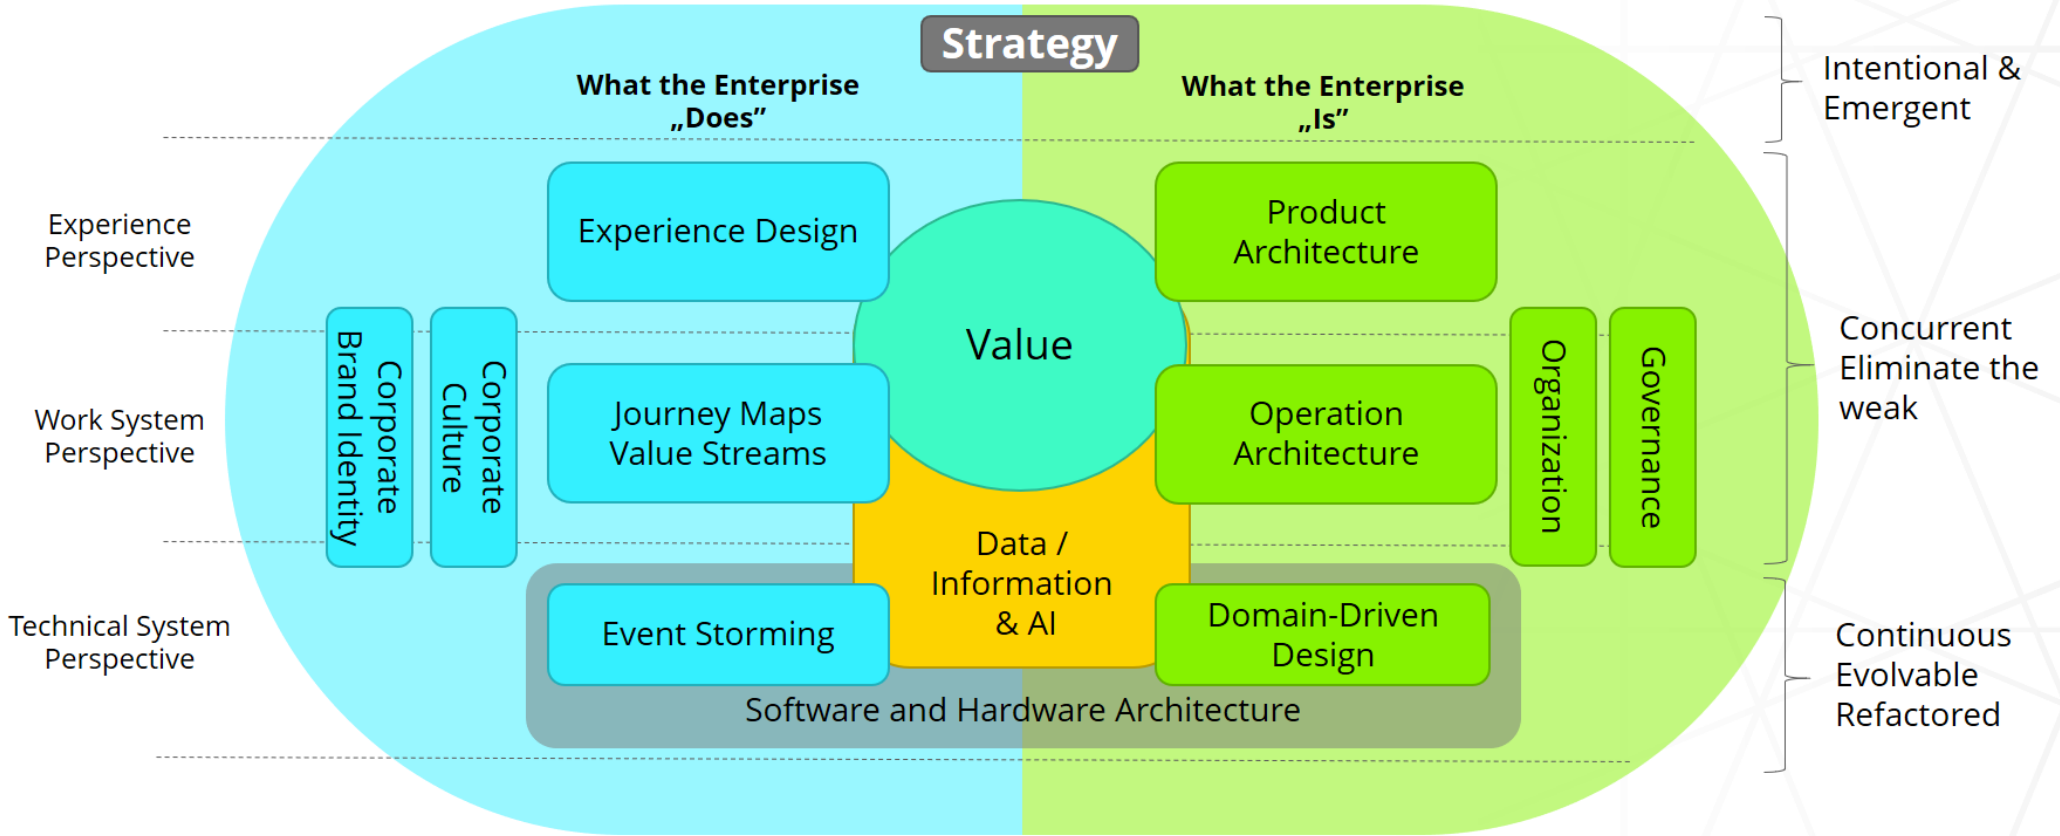 Strategy
What the Enterprise
„Does”
What the Enterprise
„Is”
Intentional &
Emergent
Experience
Perspective
Experience Design
Product
Architecture
Value
Concurrent
Eliminate the
weak
Work System
Perspective
Corporate
Brand Identity
Corporate
Culture
Journey Maps
Value Streams
Operation
Architecture
Organization
Governance
Data /
Information
& AI
Technical System
Perspective
Event Storming
Domain-Driven
Design
Software and Hardware Architecture
Continuous
Evolvable
Refactored